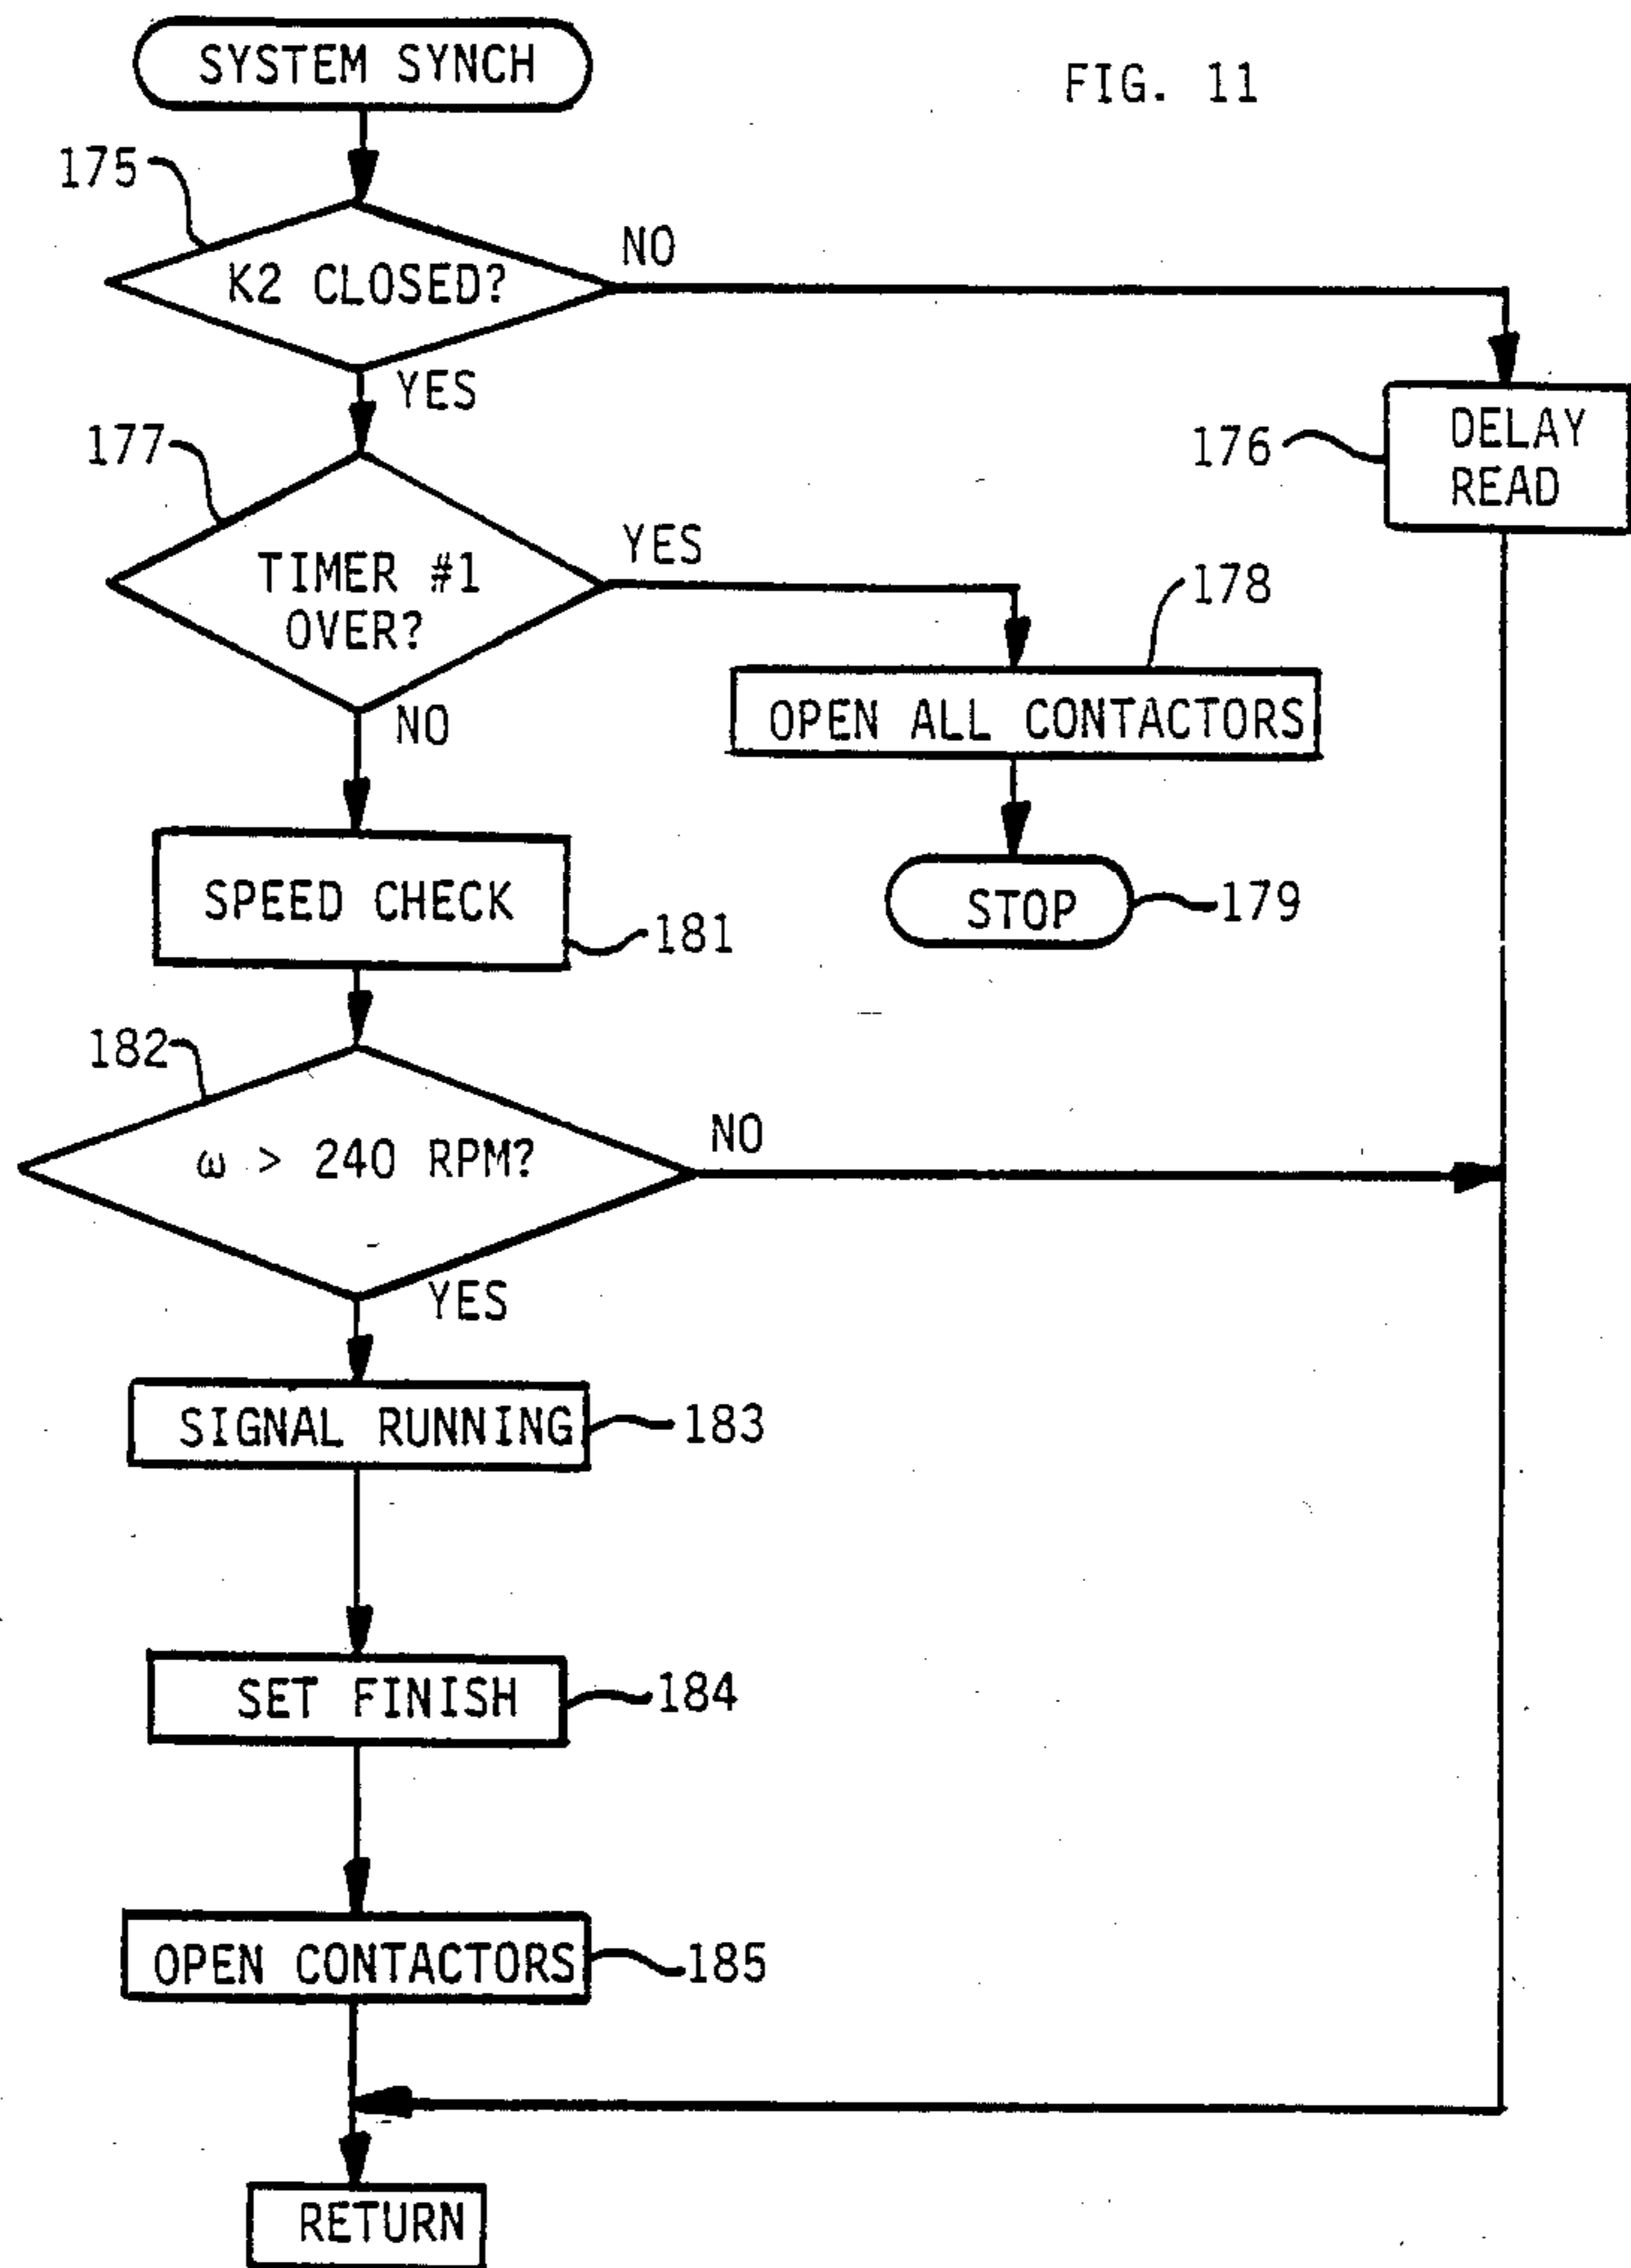 SYSTEM SYNCH
FIG. 11
175
K2 CLOSED?
NO
YES
DELAY
READ
176
177
TIMER #1
OVER?
YES
NO
178
OPEN ALL CONTACTORS
STOP
179
SPEED CHECK
181
182
ω > 240 RPM?
NO
YES
SIGNAL RUNNING
183
SET FINISH
184
OPEN CONTACTORS
185
RETURN